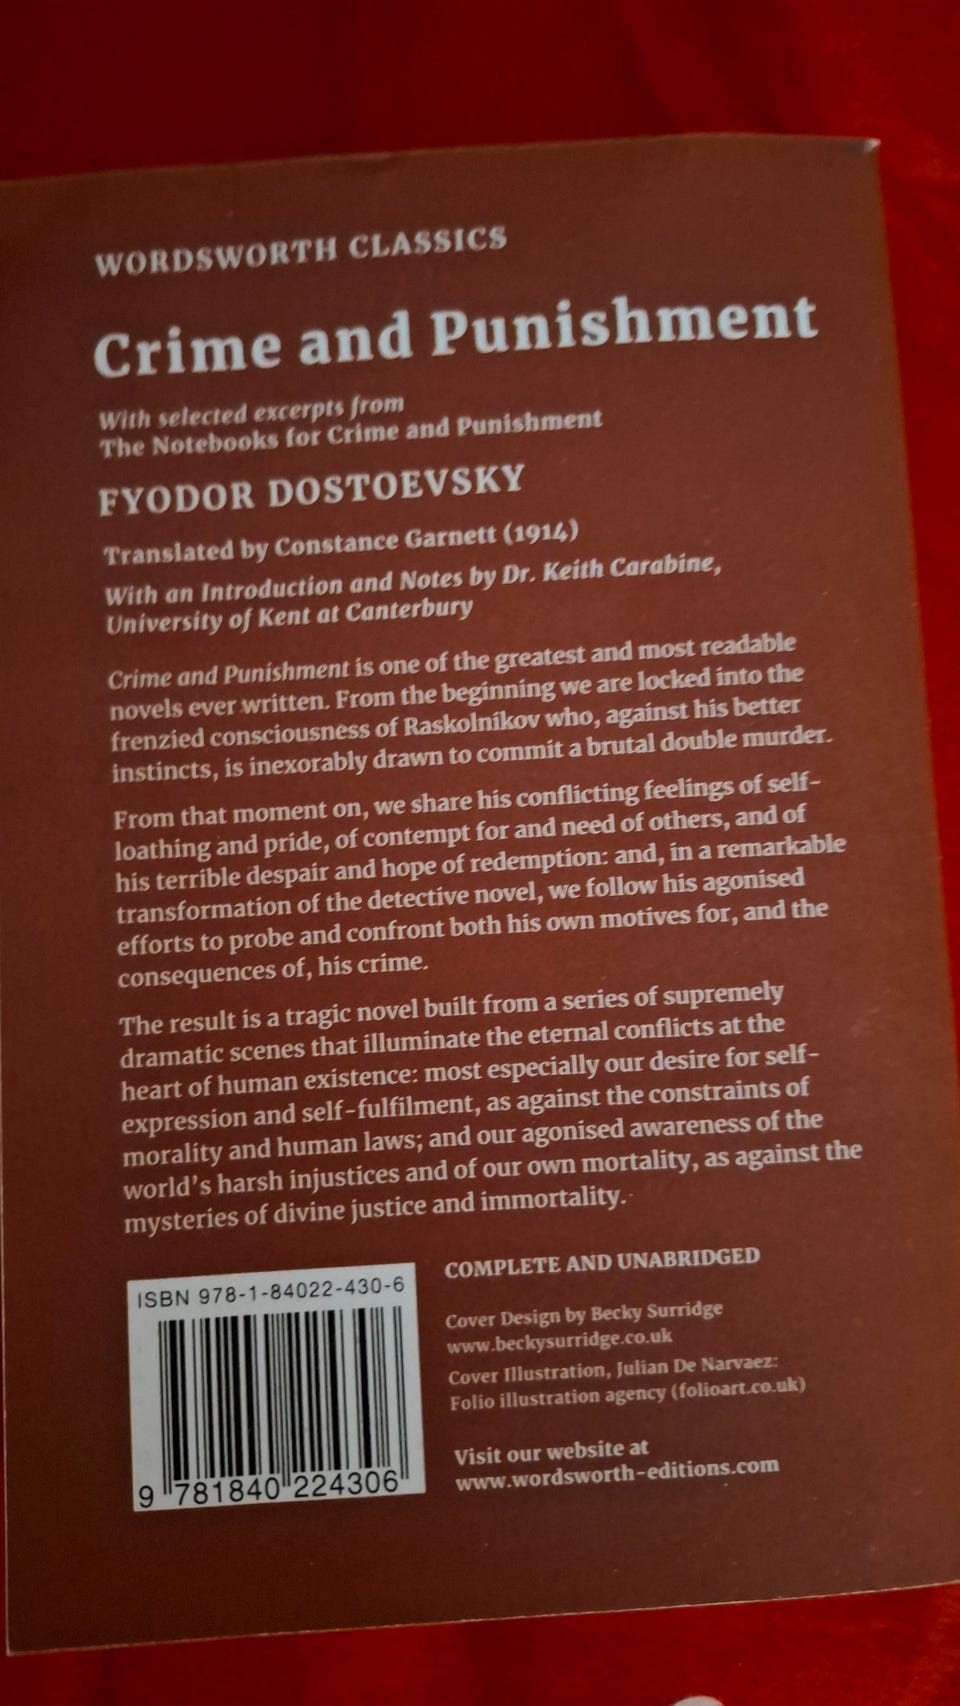 WORDSWORTH CLASSICS
Crime and Punishment
With selected excerpts from
The Notebooks for Crime and Punishment
FYODOR DOSTOEVSKY
Translated by Constance Garnett (1914)
With an Introduction and Notes by Dr. Keith Carabine,
University of Kent at Canterbury
Crime and Punishment is one of the greatest and most readable
novels ever written. From the beginning we are locked into the
frenzied consciousness of Raskolnikov who, against his better
instincts, is inexorably drawn to commit a brutal double murder.
From that moment on, we share his conflicting feelings of self-
loathing and pride, of contempt for and need of others, and of
his terrible despair and hope of redemption: and, in a remarkable
transformation of the detective novel, we follow his agonised
efforts to probe and confront both his own motives for, and the
consequences of, his crime.
The result is a tragic novel built from a series of supremely
dramatic scenes that illuminate the eternal conflicts at the
heart of human existence: most especially our desire for self-
expression and self-fulfilment, as against the constraints of
morality and human laws; and our agonised awareness of the
world's harsh injustices and of our own mortality, as against the
mysteries of divine justice and immortality.
ISBN 978-1-84022-430-6
9 781840 224306
COMPLETE AND UNABRIDGED
Cover Design by Becky Surridge
www.beckysurridge.co.uk
Cover Illustration, Julian De Narvaez:
Folio illustration agency (folioart.co.uk)
Visit our website at
www.wordsworth-editions.com